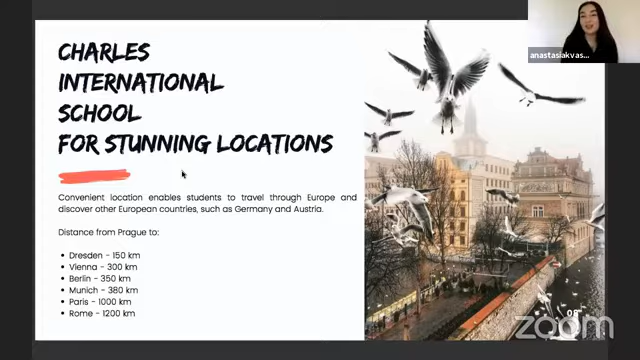 CHARLES
INTERNATIONAL
SCHOOL
FOR STUNNING LOCATIONS
Convenient location enables students to travel through Europe and
discover other European countries, such as Germany and Austria.
Distance from Prague to:
Dresden - 150 km
Vienna - 300 km
Berlin - 350 km
Munich - 380 km
Paris - 1000 km
Rome - 1200 km
anastasiakvas...
zoom